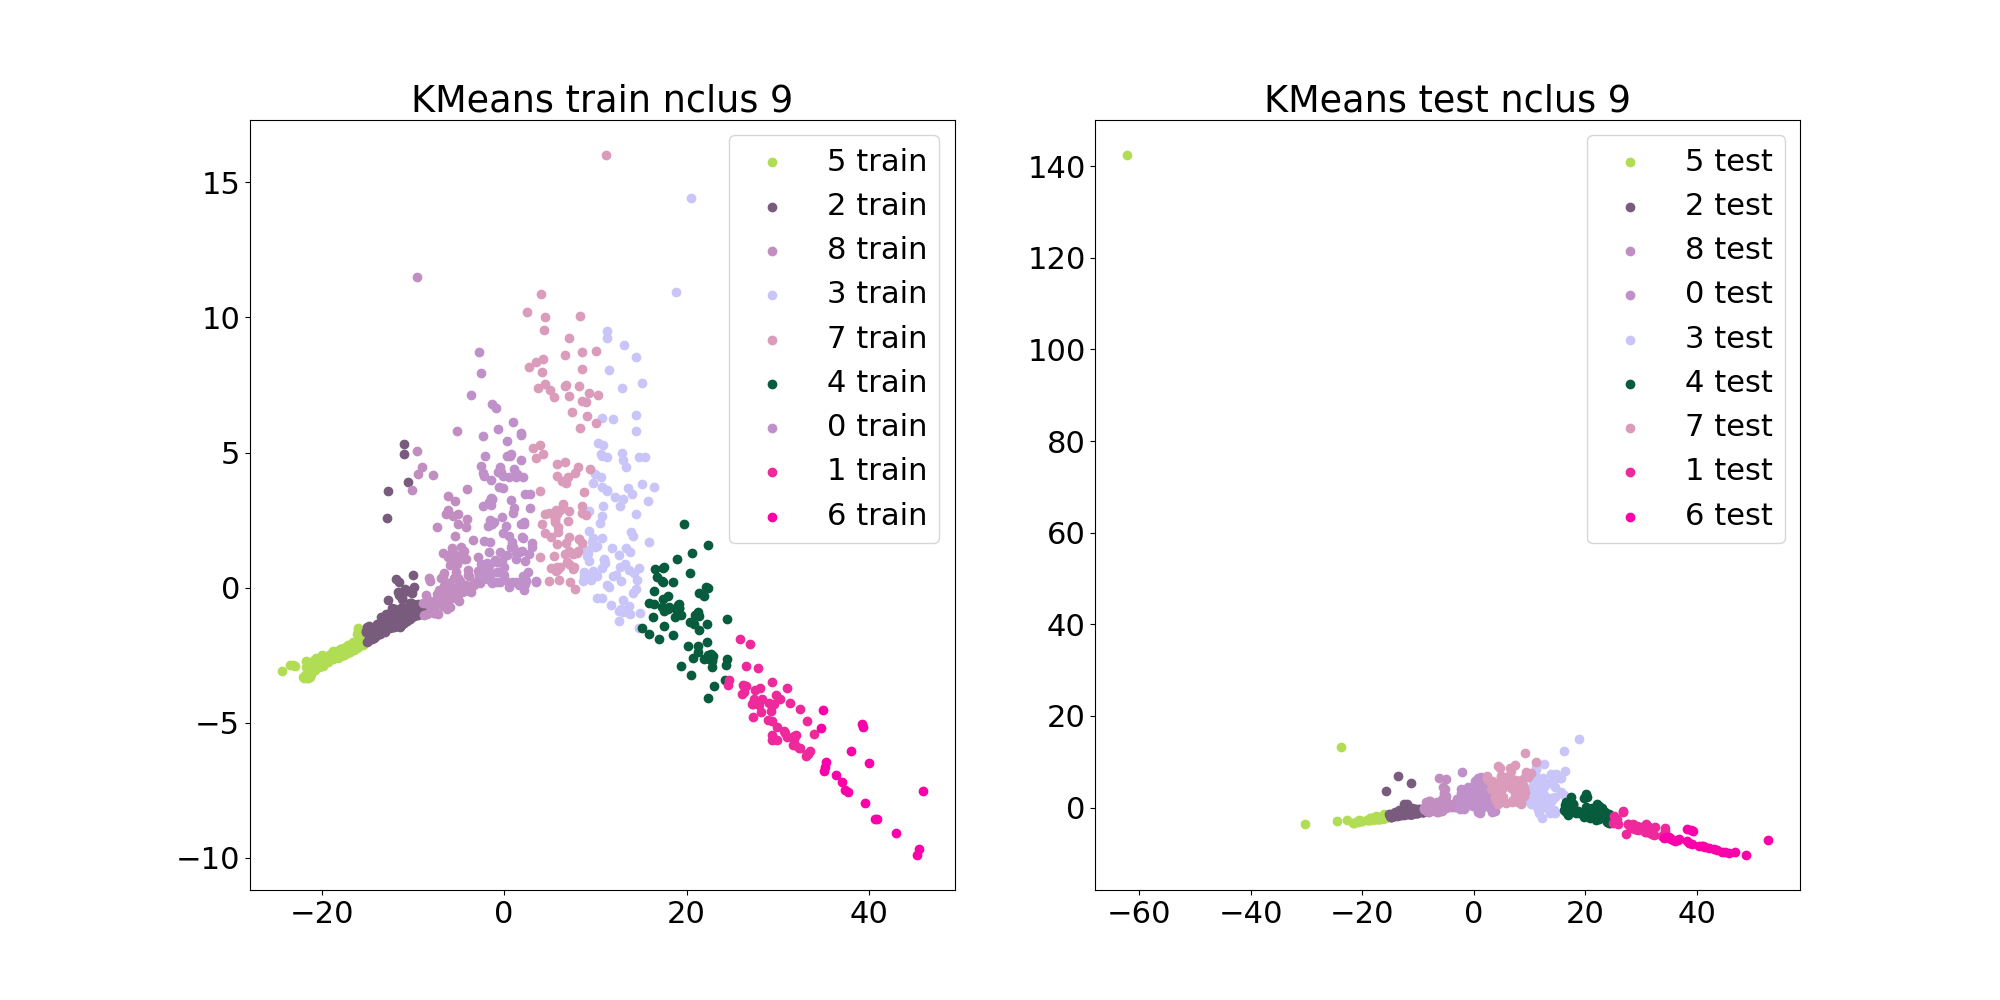 KMeans train nclus 9
15
10
5
0
−5
−10
−20
0
20
40
5 train
2 train
8 train
3 train
7 train
4 train
0 train
1 train
6 train
KMeans test nclus 9
140
120
100
80
60
40
20
0
−60
−40
−20
0
20
40
5 test
2 test
8 test
0 test
3 test
4 test
7 test
1 test
6 test